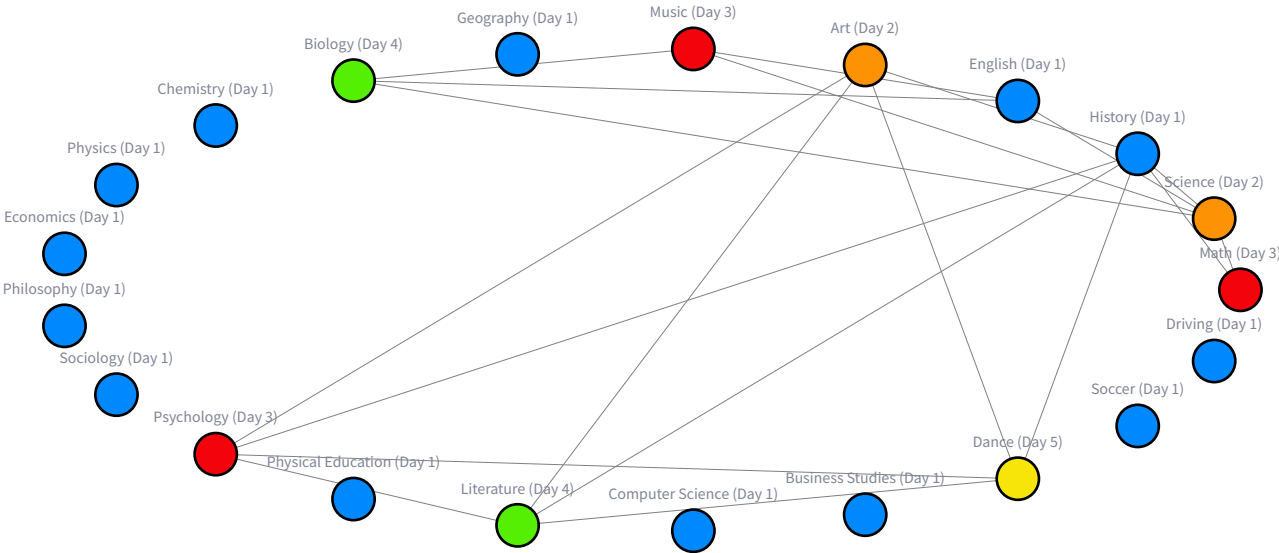 Music (Day 3)
Geography (Day 1)
Art (Day 2)
Biology (Day 4)
English (Day 1)
Chemistry (Day 1)
History (Day 1)
Physics (Day 1)
Science (Day 2)
Economics (Day 1)
Math (Day 3)
Philosophy (Day 1)
Driving (Day 1)
Sociology (Day 1)
Soccer (Day 1)
Psychology (Day 3)
Dance (Day 5)
Physical Education (Day 1)
Business Studies (Day 1)
Literature (Day 4)
Computer Science (Day 1)